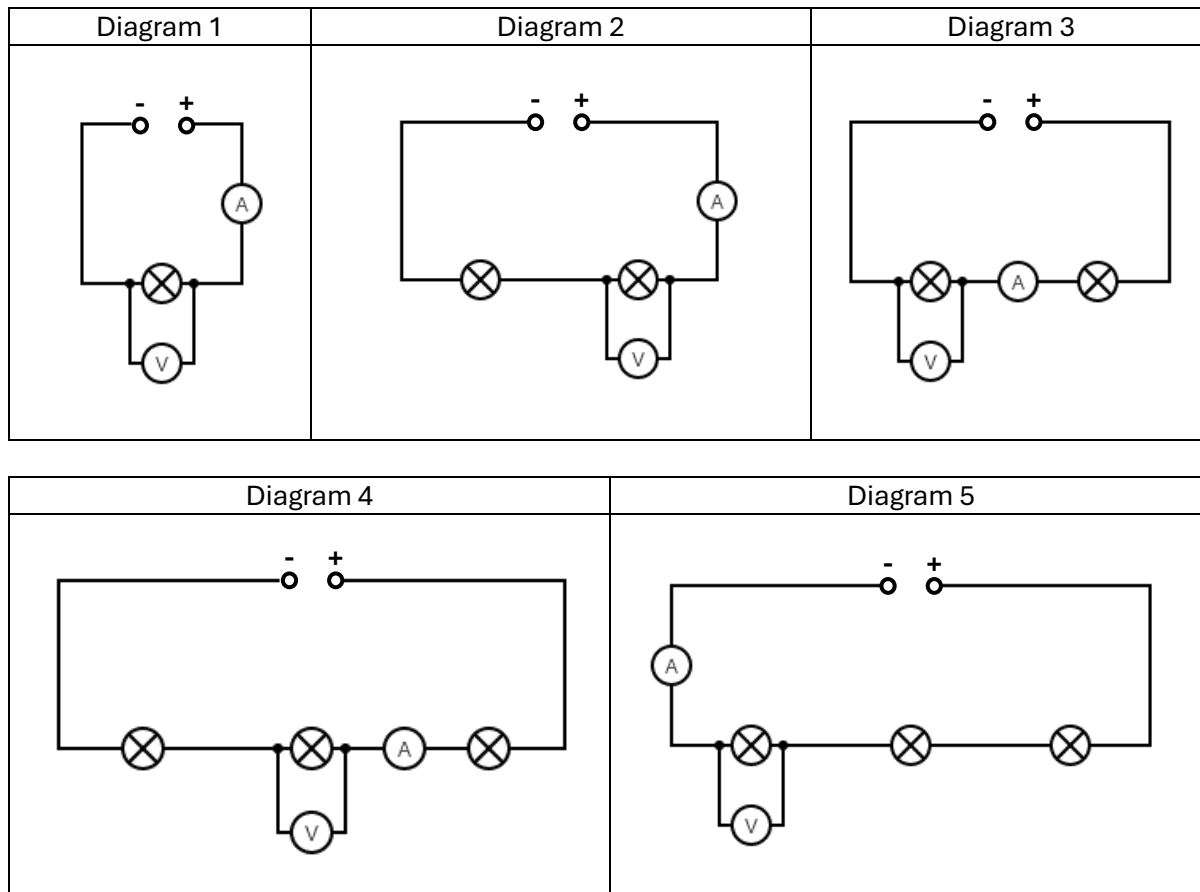 Diagram 1
Diagram 2
Diagram 3
- +
- +
- +
A
A
V
V
A
V
Diagram 4
Diagram 5
- +
- +
A
A
V
V